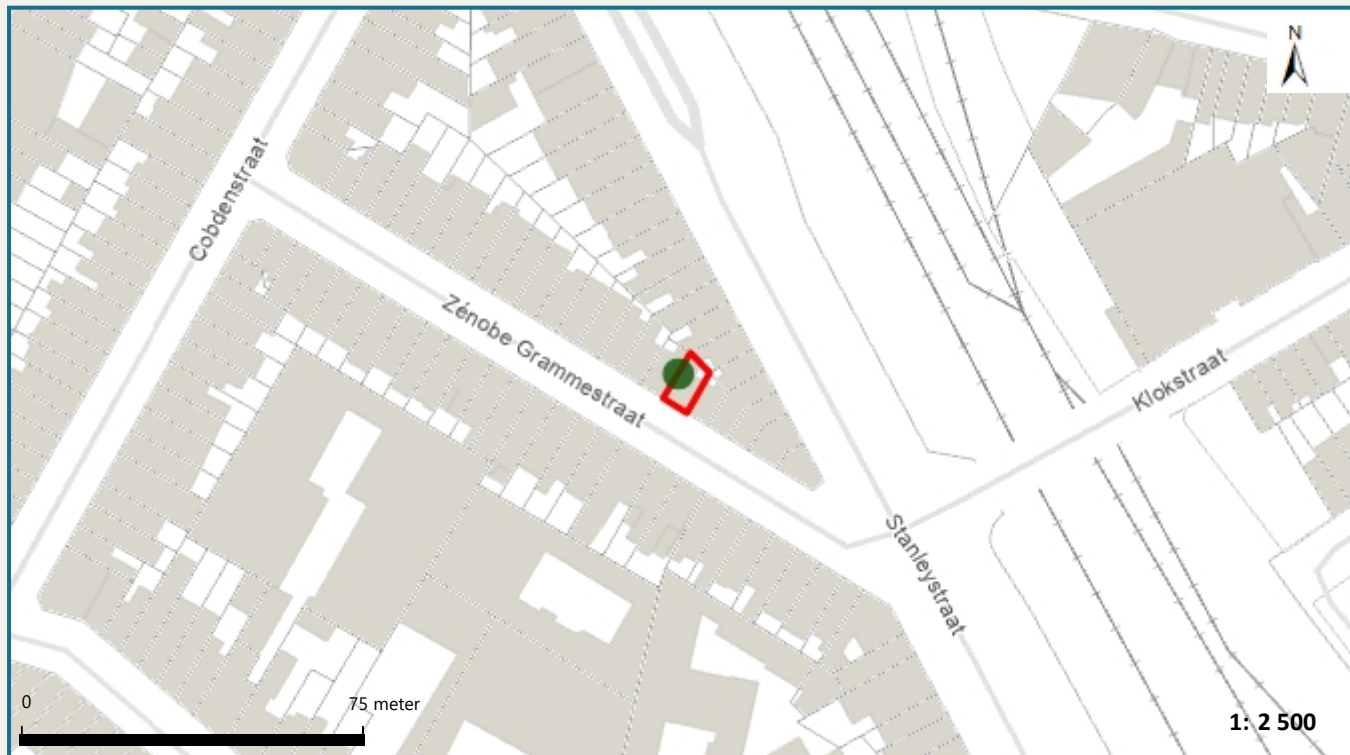 N
Cobdenstraat
Zénobe Grammestraat
Klokstraat
Stanleystraat
0
75 meter
1: 2 500